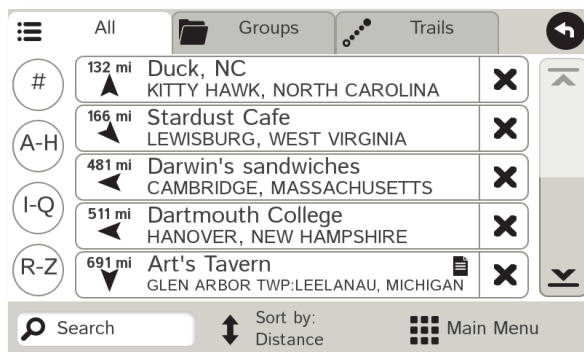 All
Groups
Trails
#
A-H
I-Q
R-Z
132 mi
Duck, NC
KITTY HAWK, NORTH CAROLINA
166 mi
Stardust Cafe
LEWISBURG, WEST VIRGINIA
481 mi
Darwin's sandwiches
CAMBRIDGE, MASSACHUSETTS
511 mi
Dartmouth College
HANOVER, NEW HAMPSHIRE
691 mi
Art's Tavern
GLEN ARBOR TWP:LEELANAU, MICHIGAN
Search
Sort by:
Distance
Main Menu